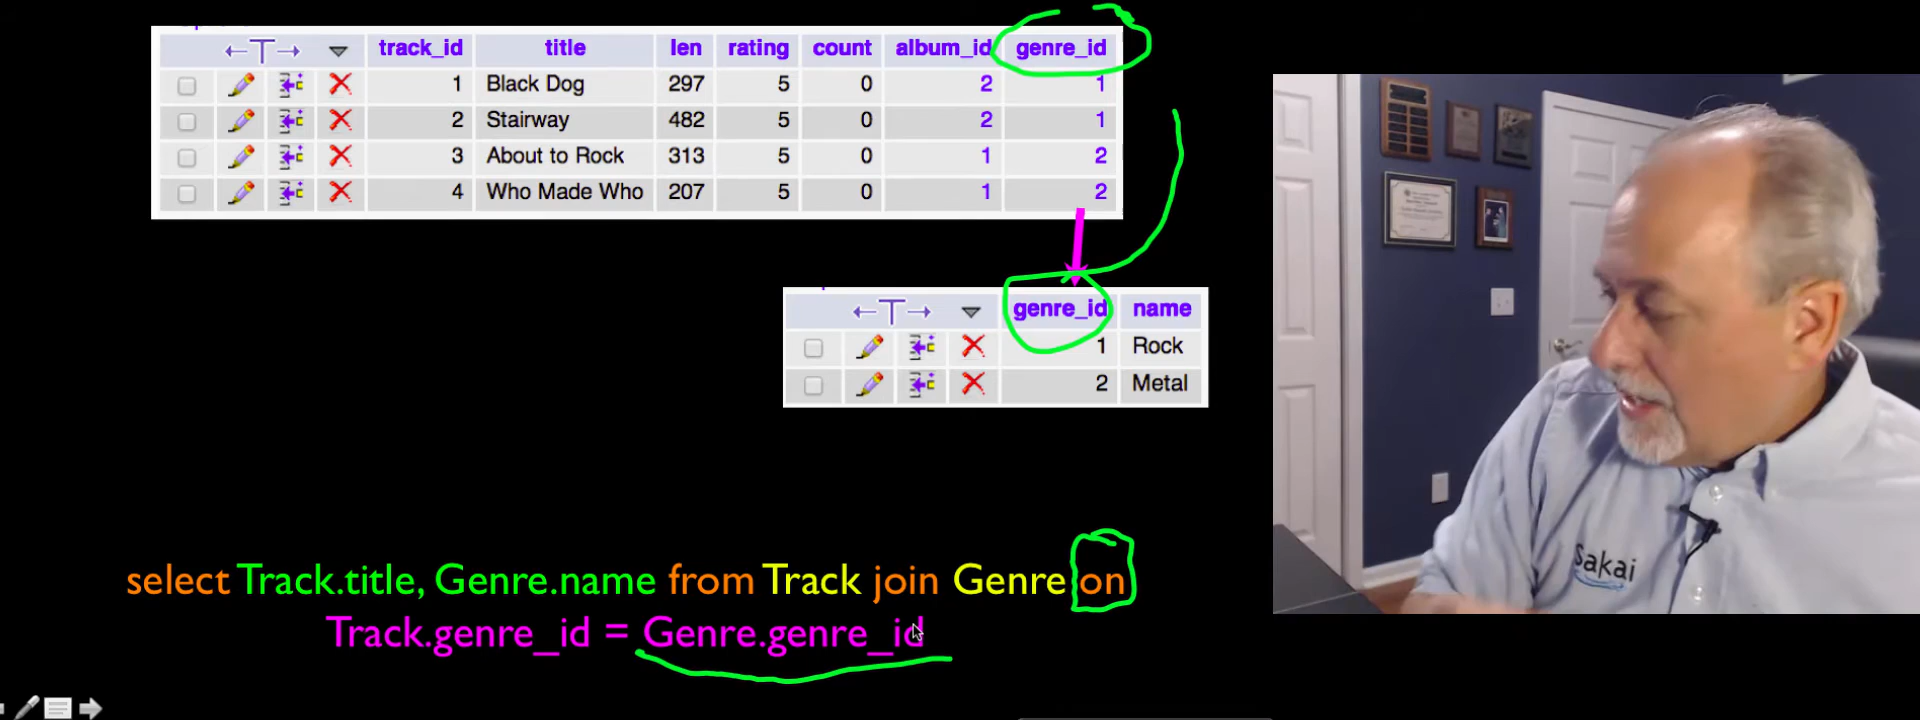 track_id title len rating count album_id genre_id
1 Black Dog 297 5 0 2 1
2 Stairway 482 5 0 2 1
3 About to Rock 313 5 0 1 2
4 Who Made Who 207 5 0 1 2
genre_id name
1 Rock
2 Metal
select Track.title, Genre.name from Track join Genre on
Track.genre_id = Genre.genre_id
Sakai